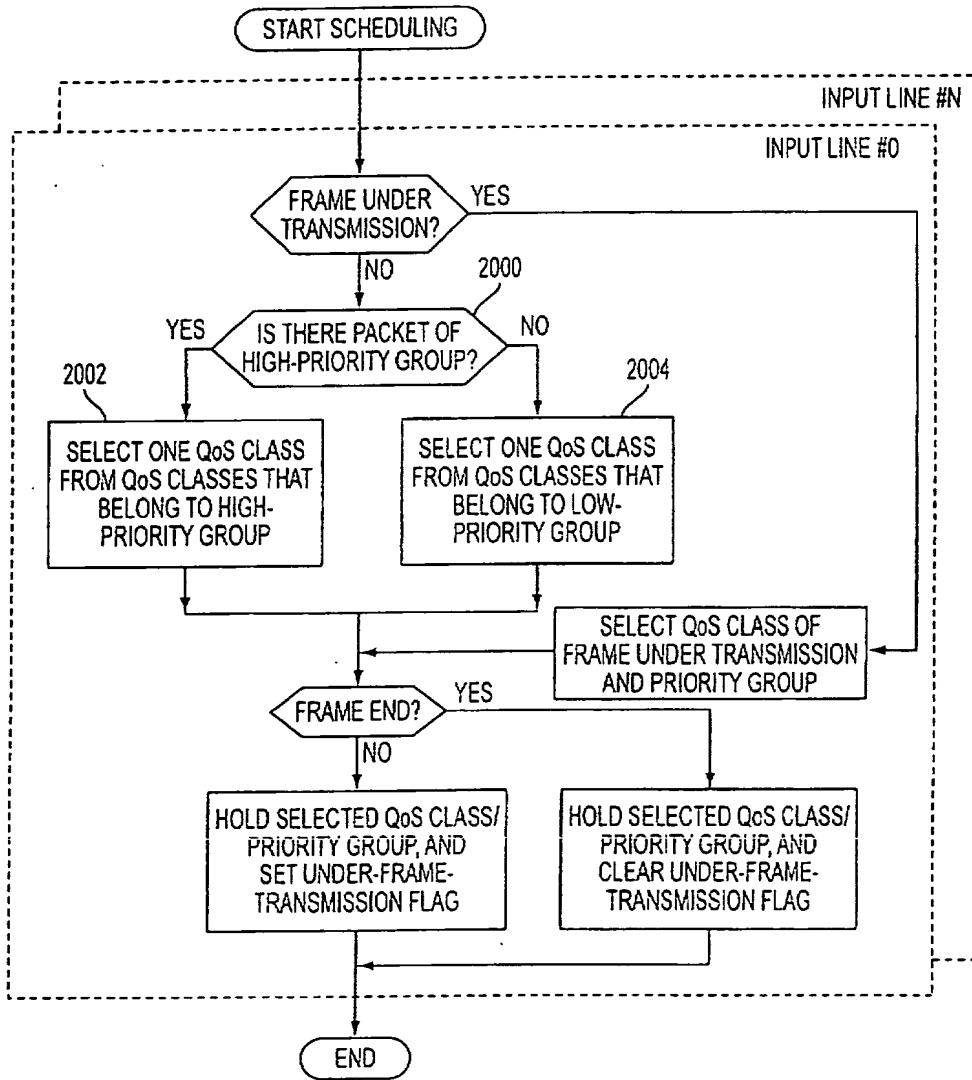 START SCHEDULING
INPUT LINE #N
INPUT LINE #0
FRAME UNDER
TRANSMISSION?
YES
NO
2000
YES
IS THERE PACKET OF
HIGH-PRIORITY GROUP?
NO
2002
2004
SELECT ONE QoS CLASS
FROM QoS CLASSES THAT
BELONG TO HIGH-
PRIORITY GROUP
SELECT ONE QoS CLASS
FROM QoS CLASSES THAT
BELONG TO LOW-
PRIORITY GROUP
SELECT QoS CLASS OF
FRAME UNDER TRANSMISSION
AND PRIORITY GROUP
FRAME END?
YES
NO
HOLD SELECTED QoS CLASS/
PRIORITY GROUP, AND
SET UNDER-FRAME-
TRANSMISSION FLAG
HOLD SELECTED QoS CLASS/
PRIORITY GROUP, AND
CLEAR UNDER-FRAME-
TRANSMISSION FLAG
END